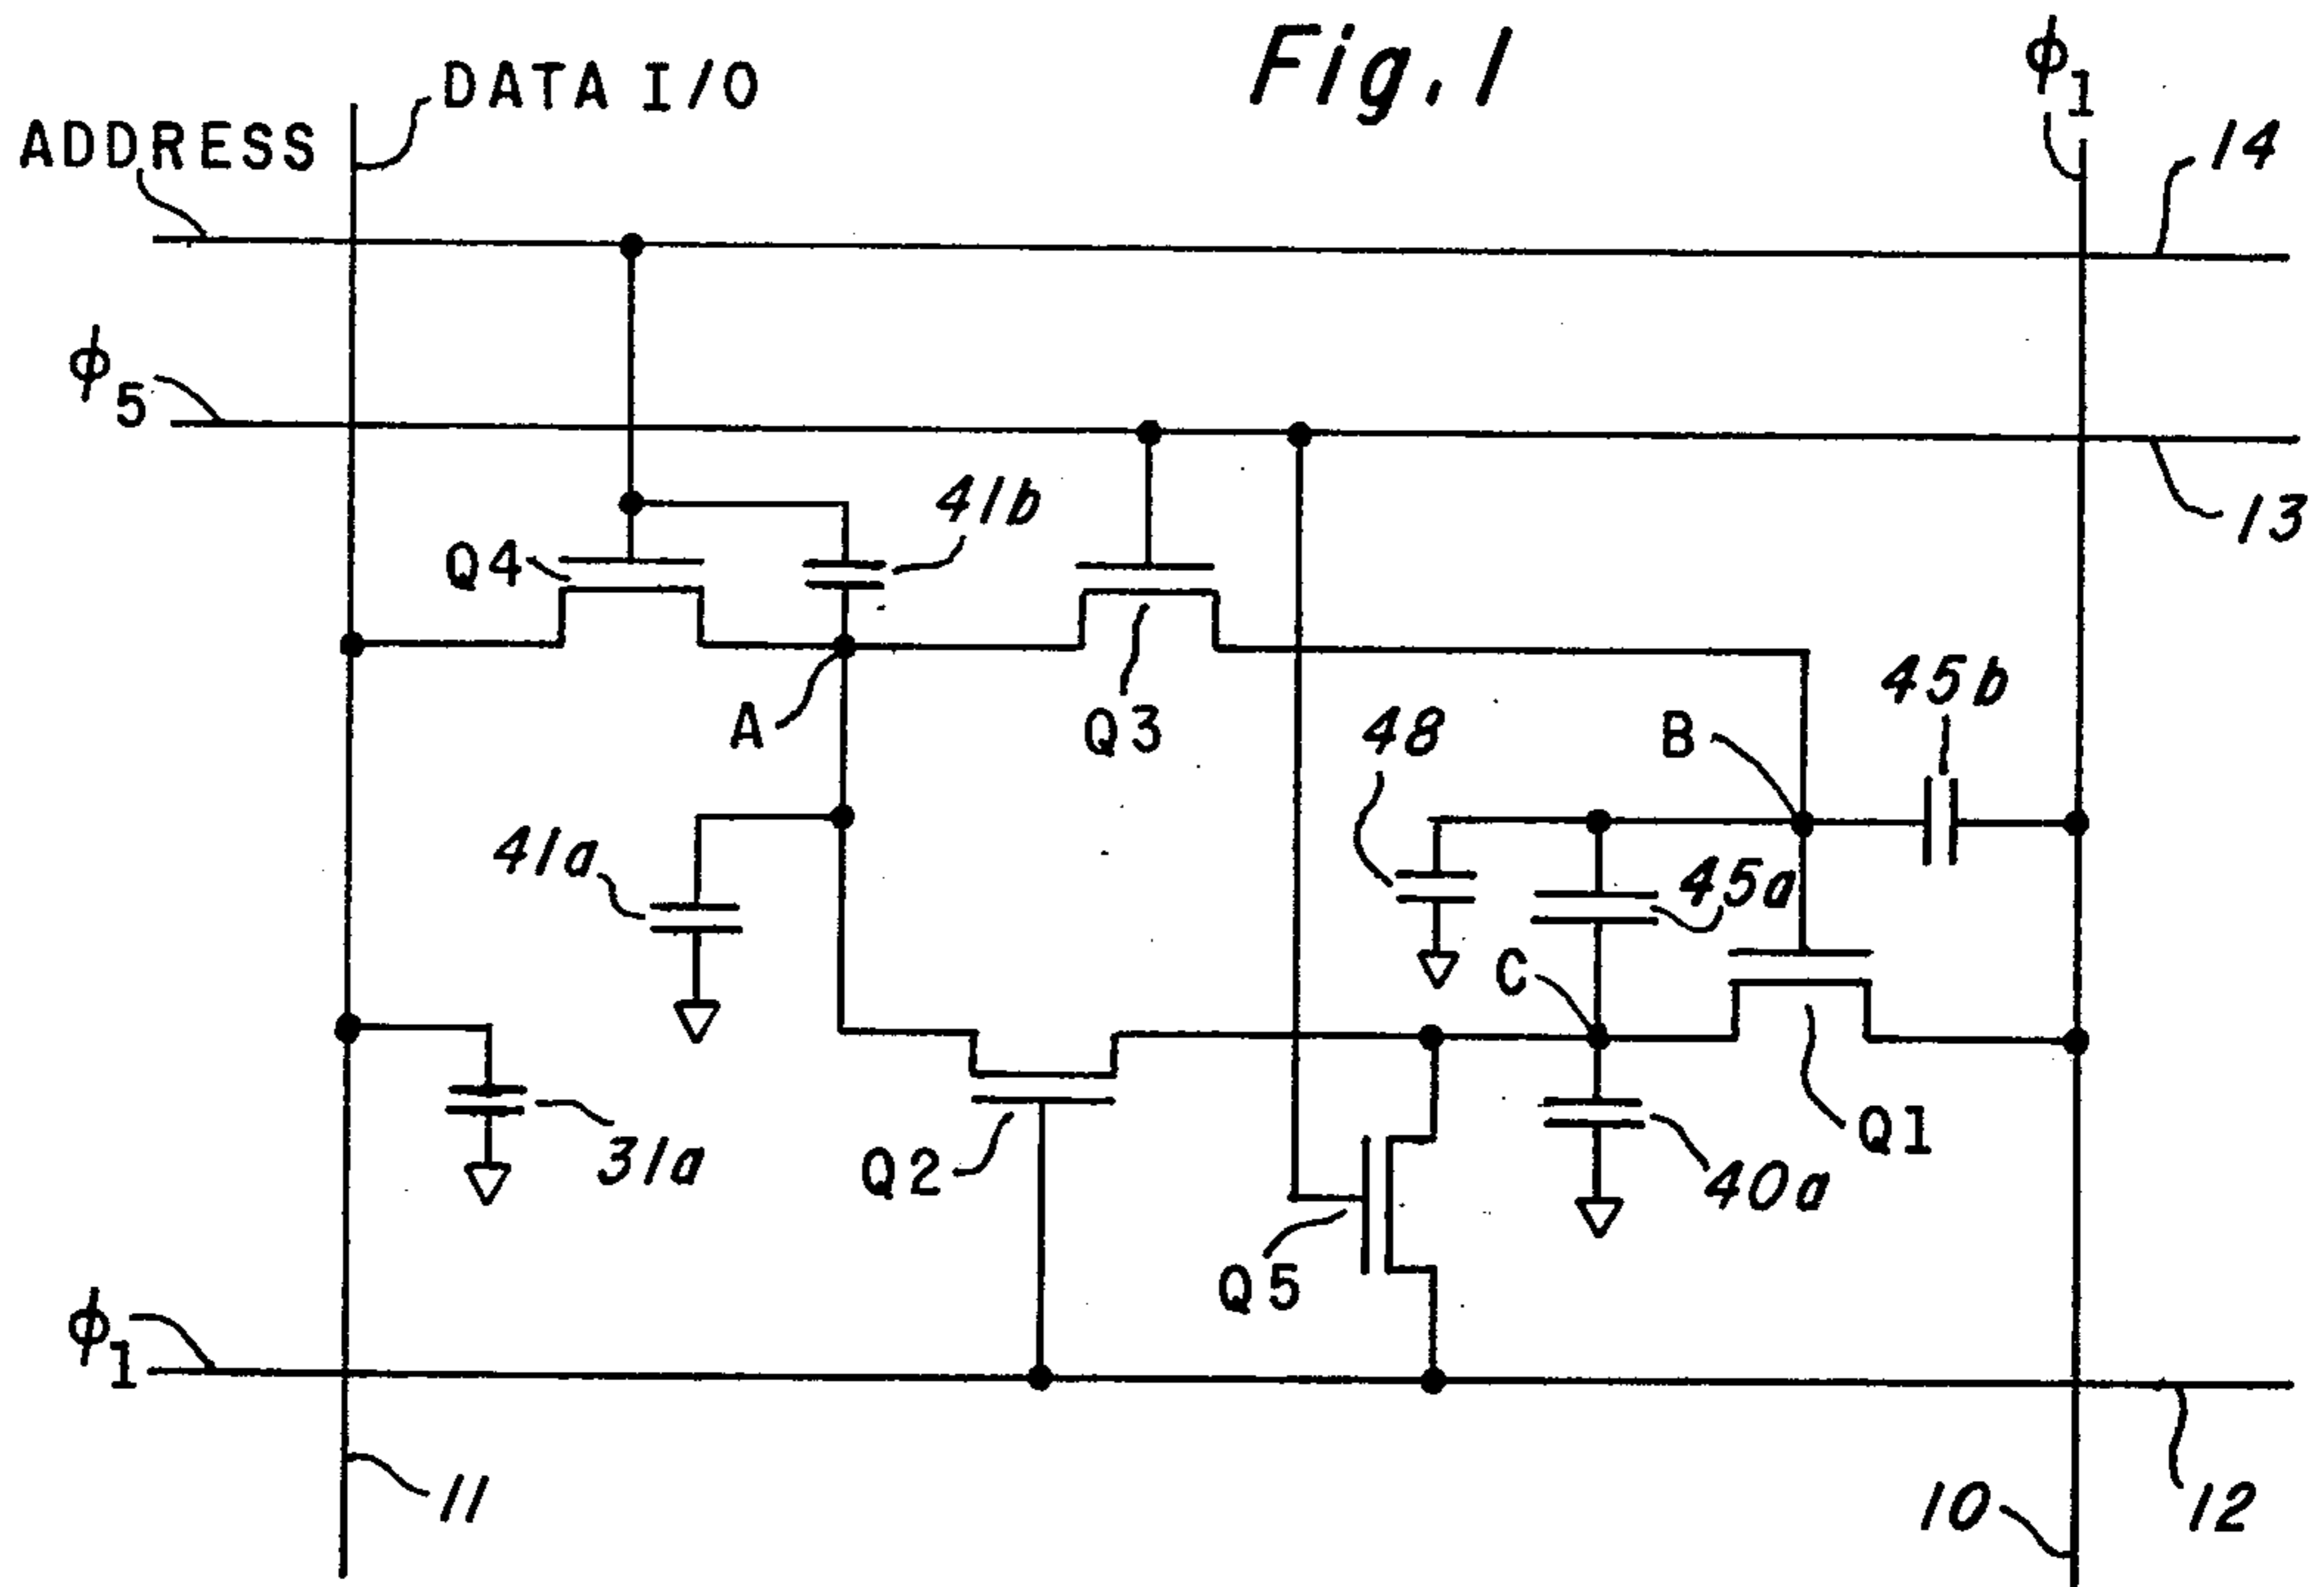 Fig. 1
ϕ1
DATA I/O
ADDRESS
14
ϕ5
13
41b
Q4
45b
A
Q3
48
B
41a
45a
C
Q1
31a
Q2
40a
Q5
ϕ1
11
10
12